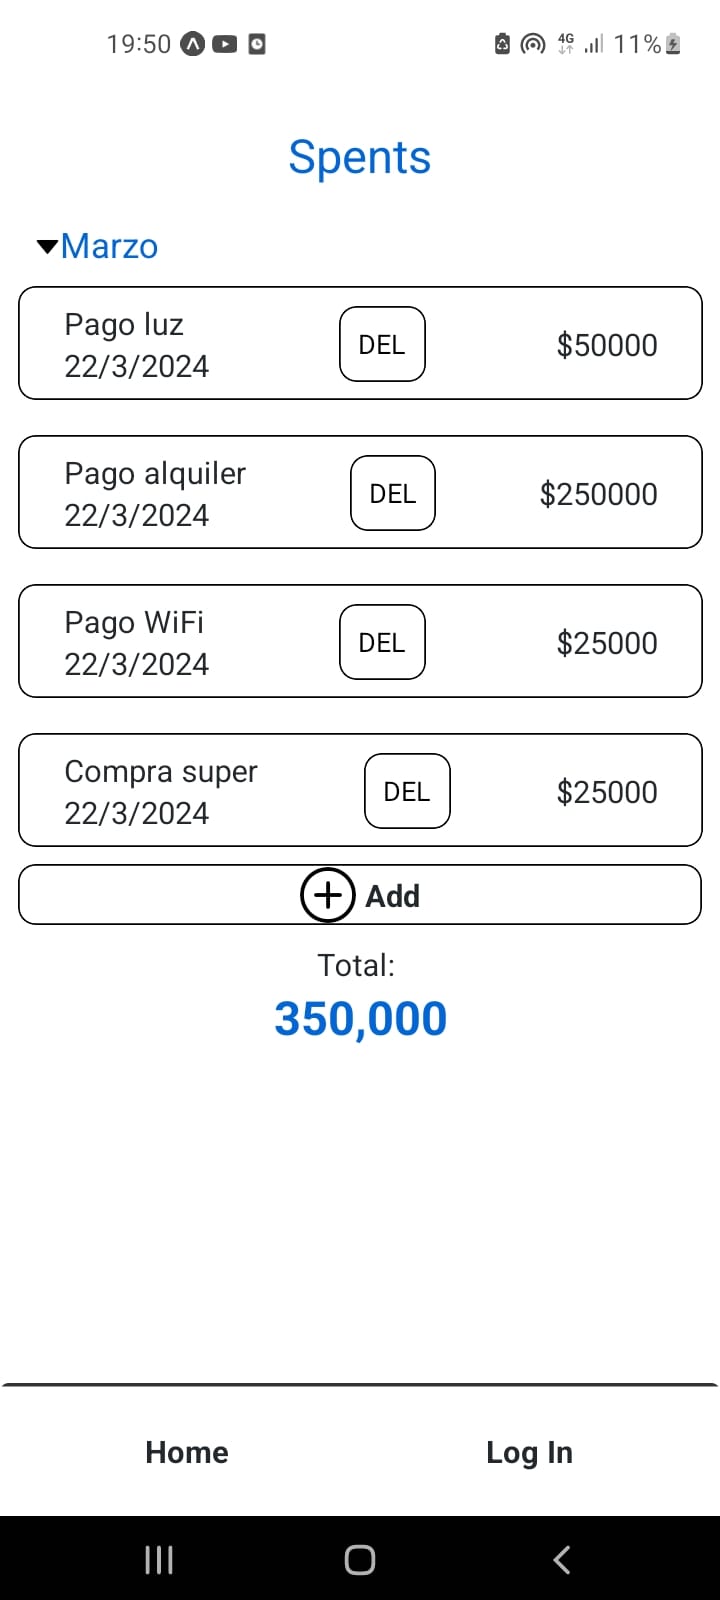 19:50 4G 11%
Spents
Marzo
Pago luz
22/3/2024
DEL
$50000
Pago alquiler
22/3/2024
DEL
$250000
Pago WiFi
22/3/2024
DEL
$25000
Compra super
22/3/2024
DEL
$25000
Add
Total:
350,000
Home Log In